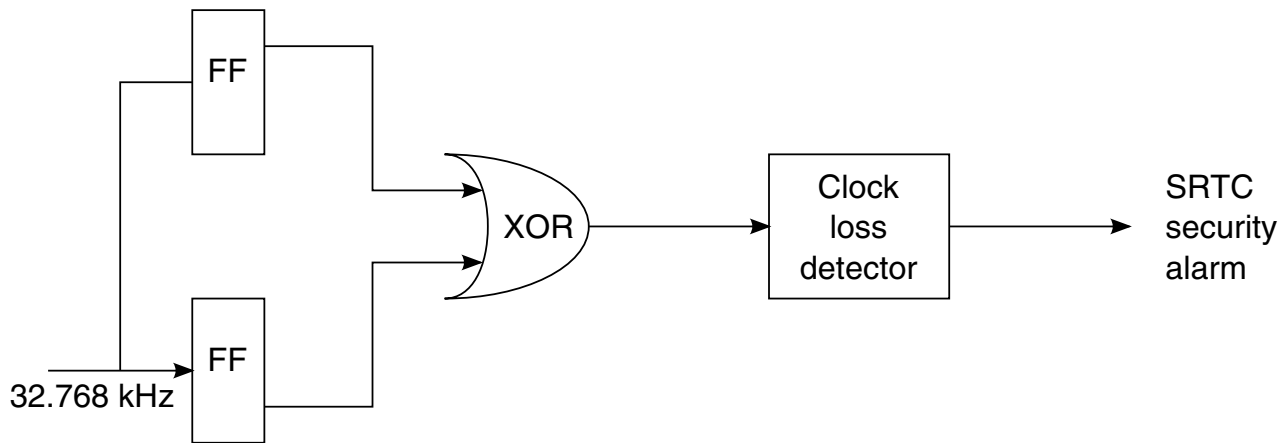 FF
XOR
Clock
loss
detector
SRTC
security
alarm
FF
32.768 kHz